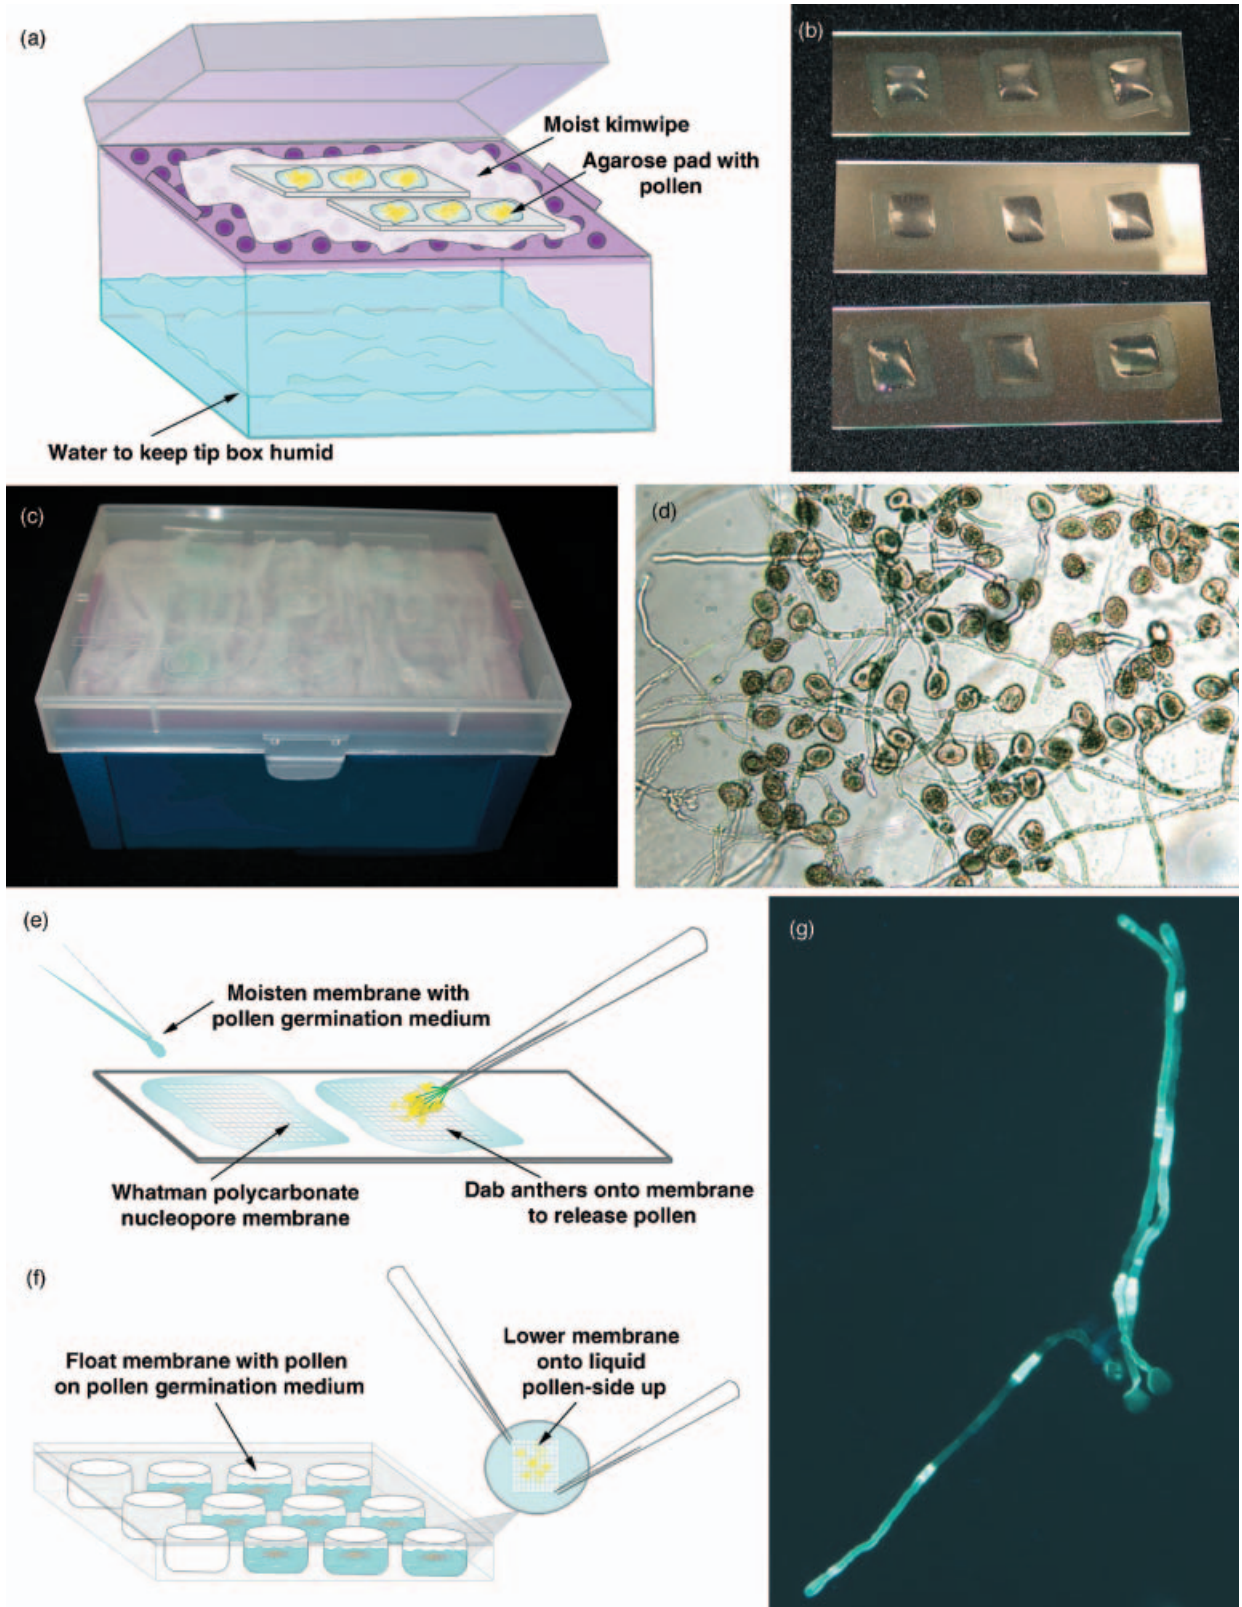 (a)
Moist kimwipe
Agarose pad with
pollen
Water to keep tip box humid
(b)
(c)
(d)
(e)
Moisten membrane with
pollen germination medium
Whatman polycarbonate
nucleopore membrane
Dab anthers onto membrane
to release pollen
(f)
Float membrane with pollen
on pollen germination medium
Lower membrane
onto liquid
pollen-side up
(g)